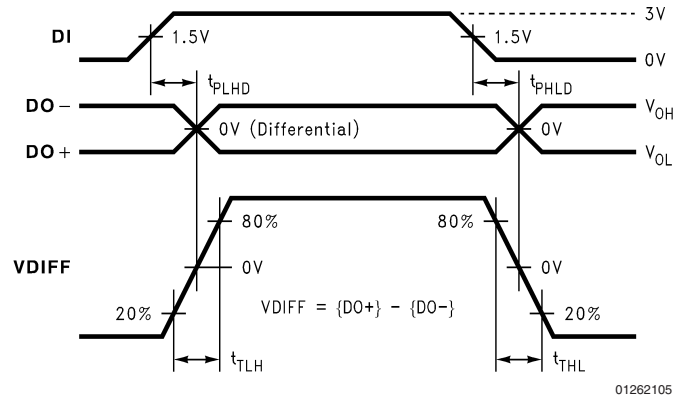 3V
DI
1.5V
1.5V
0V
tPLHD
tPHLD
DO−
0V (Differential)
0V
VOH
DO+
VOL
80%
80%
VDIFF
0V
0V
20%
VDIFF = {DO+} - {DO-}
20%
tTLH
tTHL
01262105